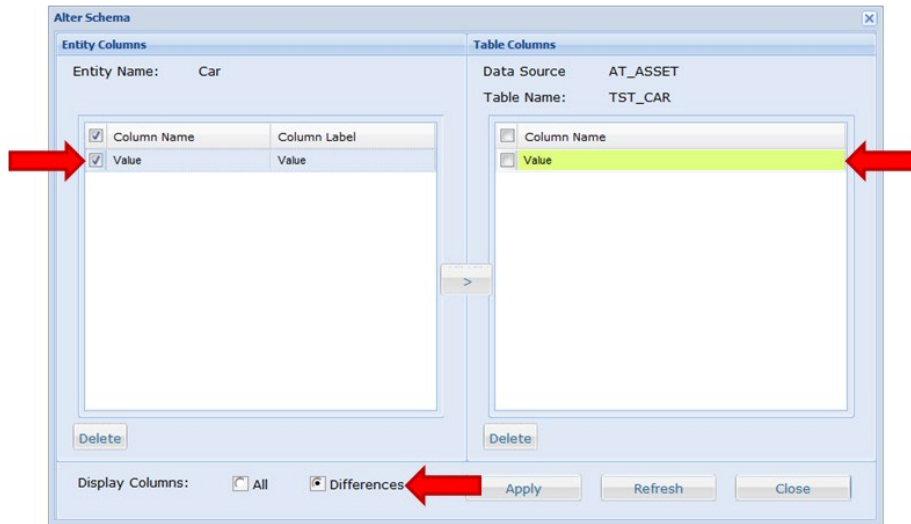 Alter Schema
Entity Columns
Entity Name: Car
Column Name Column Label
Value Value
Delete
>
Table Columns
Data Source AT_ASSET
Table Name: TST_CAR
Column Name
Value
Delete
Display Columns: All Differences
Apply Refresh Close